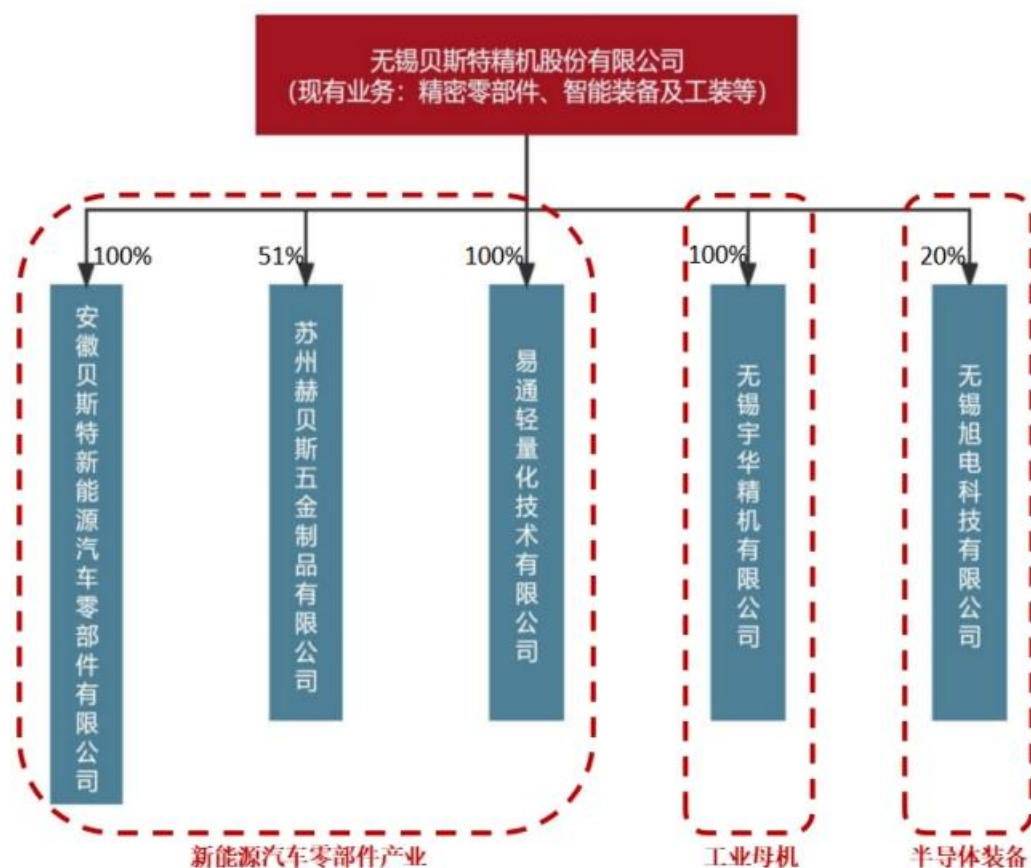 无锡贝斯特精机股份有限公司
（现有业务：精密零部件、智能装备及工装等）
100%
51%
100%
100%
20%
安徽贝斯特新能源汽车零部件有限公司
苏州赫贝斯五金制品有限公司
易通轻量化技术有限公司
无锡宇华精机有限公司
无锡旭电科技有限公司
新能源汽车零部件产业
工业母机
半导体装备